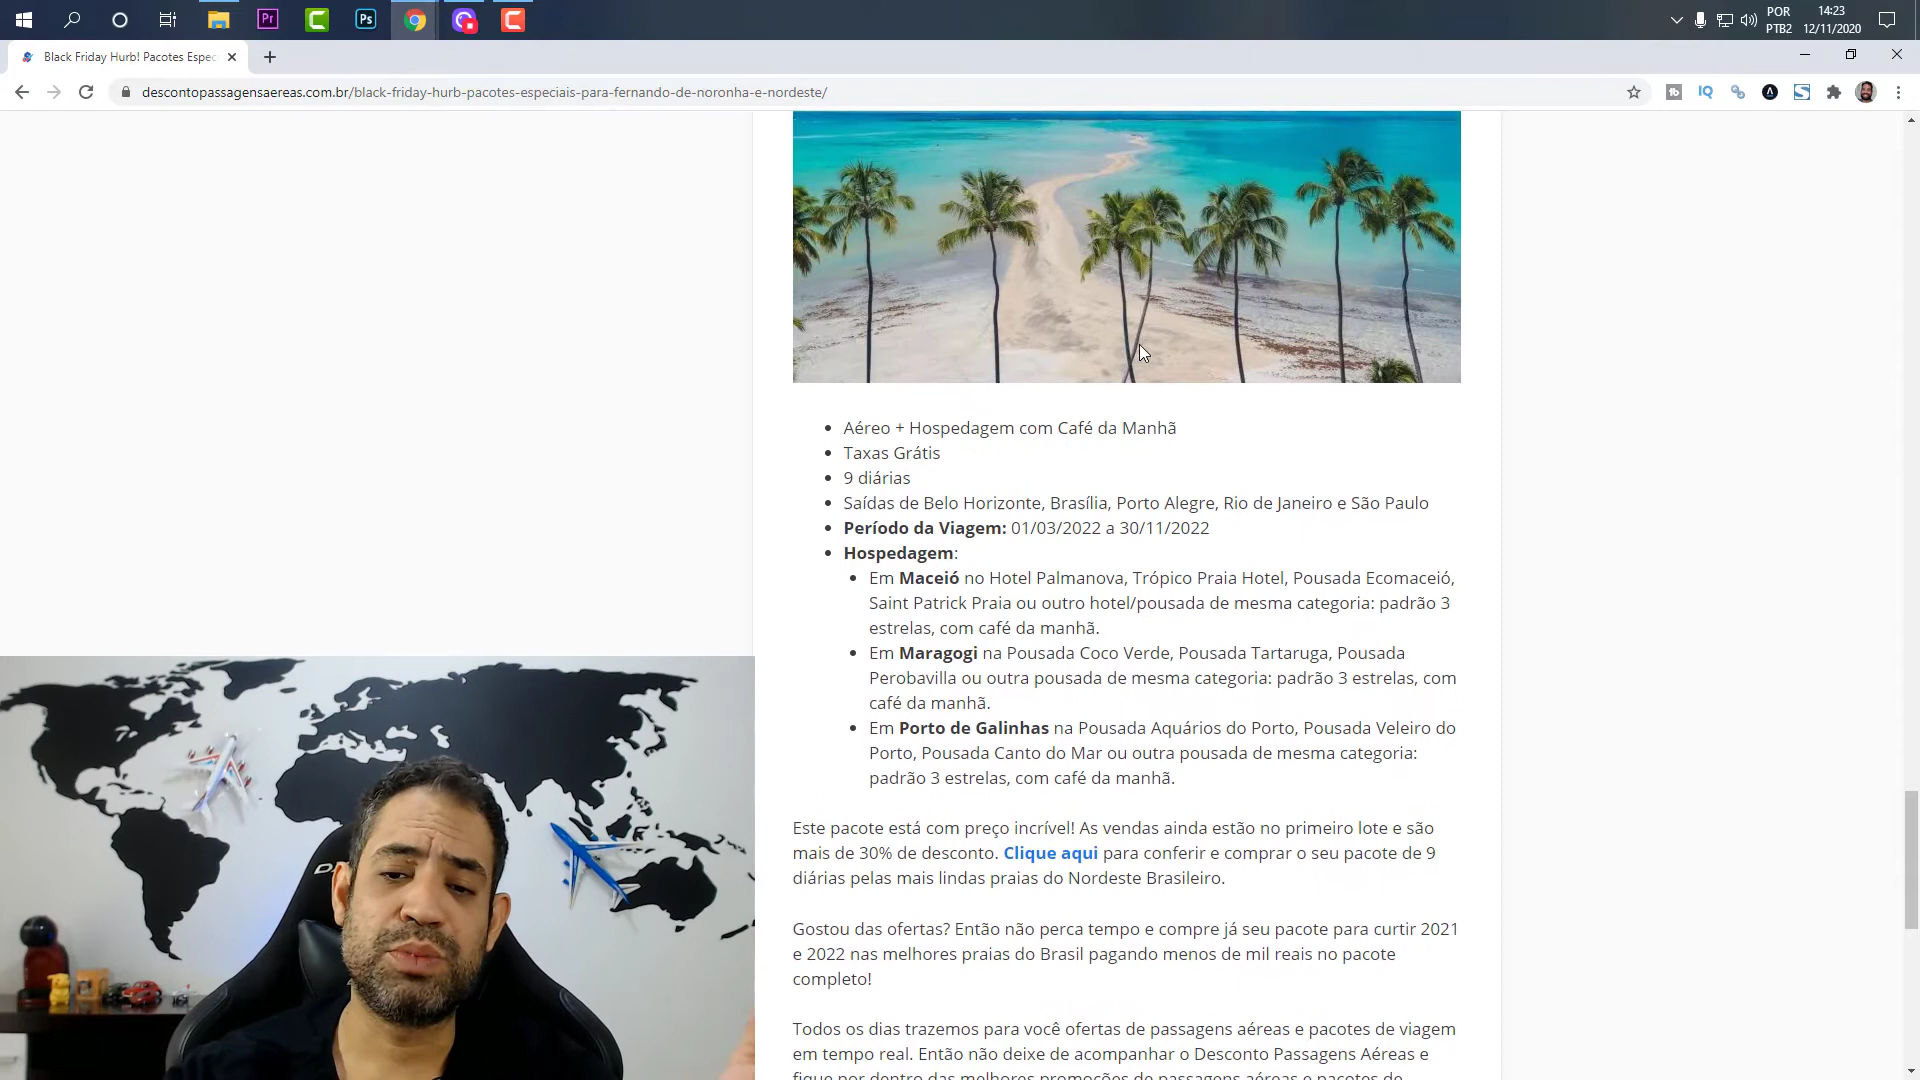 POR
PTB2
14:23
12/11/2020
Black Friday Hurb! Pacotes Espec
descontopassagensaereas.com.br/black-friday-hurb-pacotes-especiais-para-fernando-de-noronha-e-nordeste/
Aéreo + Hospedagem com Café da Manhã
Taxas Grátis
9 diárias
Saídas de Belo Horizonte, Brasília, Porto Alegre, Rio de Janeiro e São Paulo
Período da Viagem: 01/03/2022 a 30/11/2022
Hospedagem:
Em Maceió no Hotel Palmanova, Trópico Praia Hotel, Pousada Ecomaceió,
Saint Patrick Praia ou outro hotel/pousada de mesma categoria: padrão 3
estrelas, com café da manhã.
Em Maragogi na Pousada Coco Verde, Pousada Tartaruga, Pousada
Perobavilla ou outra pousada de mesma categoria: padrão 3 estrelas, com
café da manhã.
Em Porto de Galinhas na Pousada Aquários do Porto, Pousada Veleiro do
Porto, Pousada Canto do Mar ou outra pousada de mesma categoria:
padrão 3 estrelas, com café da manhã.
Este pacote está com preço incrível! As vendas ainda estão no primeiro lote e são
mais de 30% de desconto. Clique aqui para conferir e comprar o seu pacote de 9
diárias pelas mais lindas praias do Nordeste Brasileiro.
Gostou das ofertas? Então não perca tempo e compre já seu pacote para curtir 2021
e 2022 nas melhores praias do Brasil pagando menos de mil reais no pacote
completo!
Todos os dias trazemos para você ofertas de passagens aéreas e pacotes de viagem
em tempo real. Então não deixe de acompanhar o Desconto Passagens Aéreas e
fique por dentro das melhores promoções de passagens aéreas e pacotes de